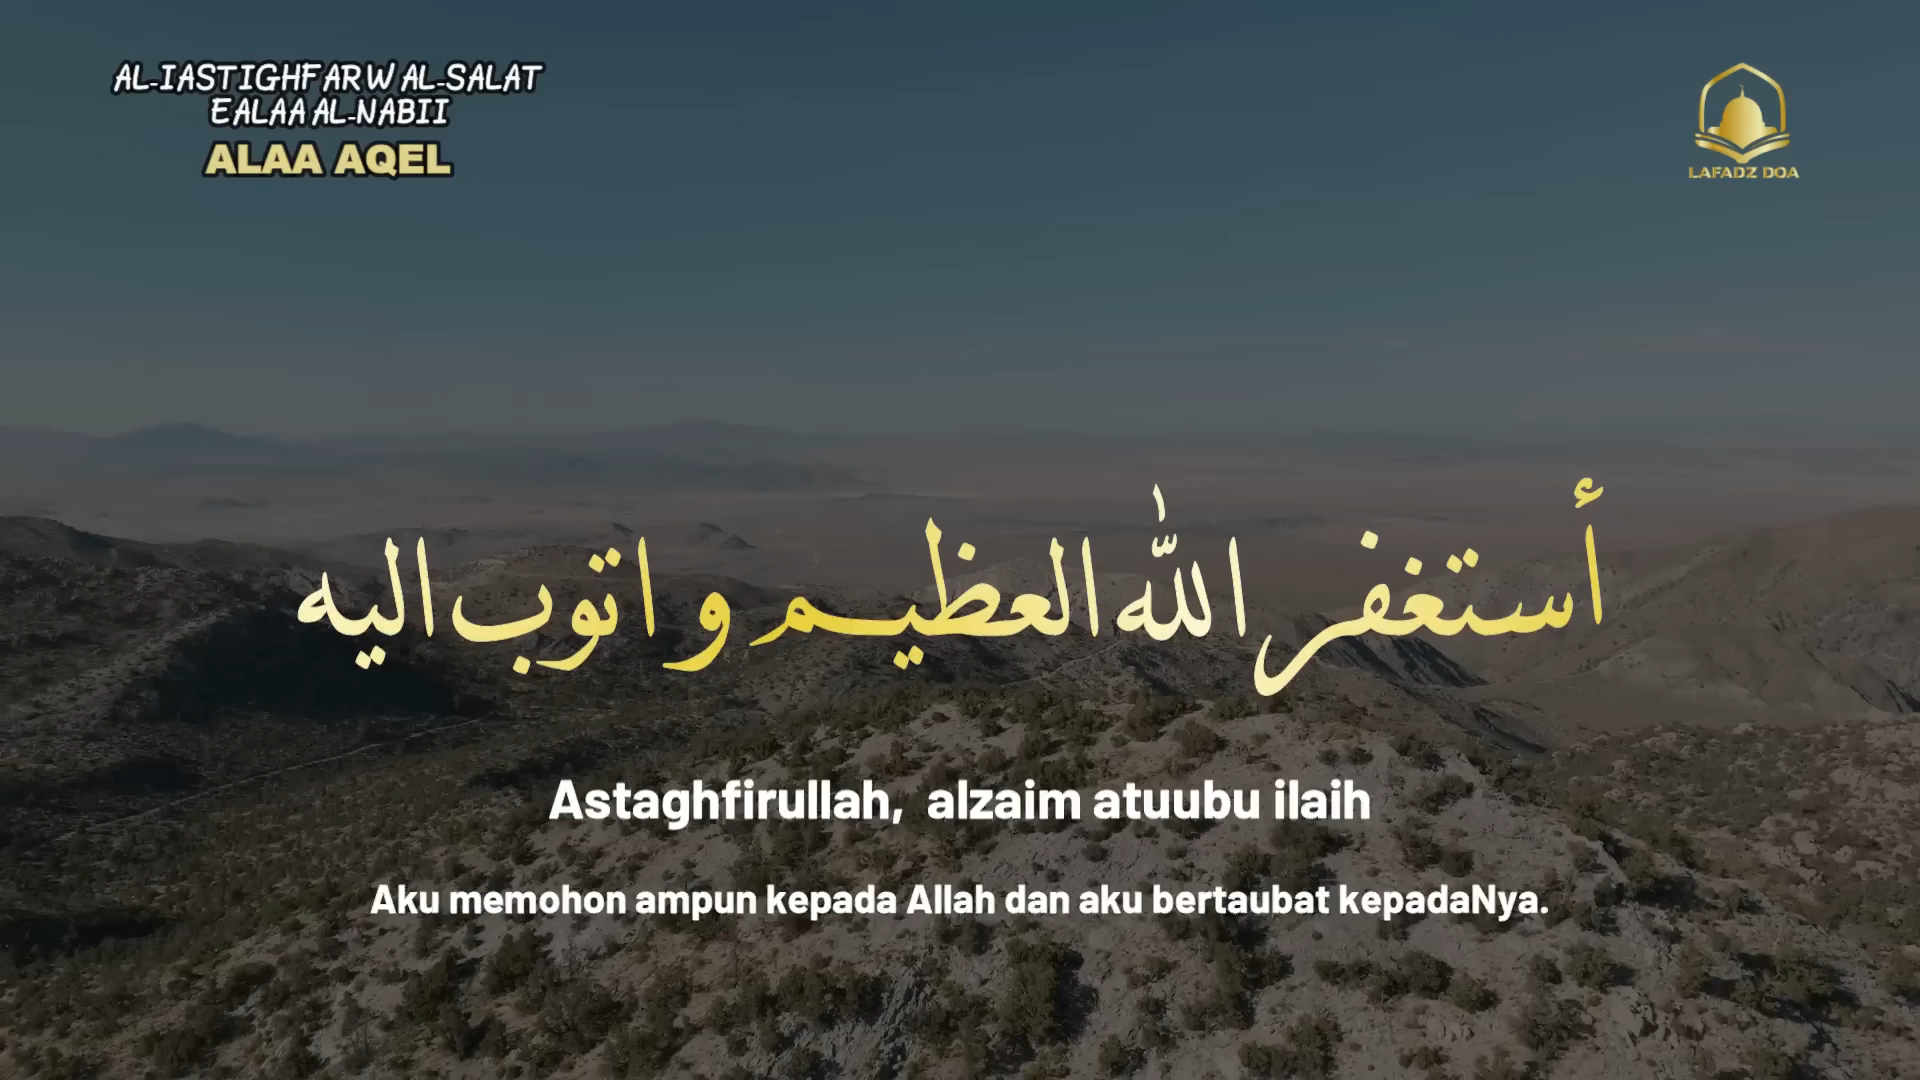 AL-IASTIGHFAR W AL-SALAT
EALAA AL-NABII
ALAA AQEL
LAFADZ DOA
أستغفر الله العظيم و اتوب اليه
Astaghfirullah, alzaim atuubu ilaih
Aku memohon ampun kepada Allah dan aku bertaubat kepadaNya.